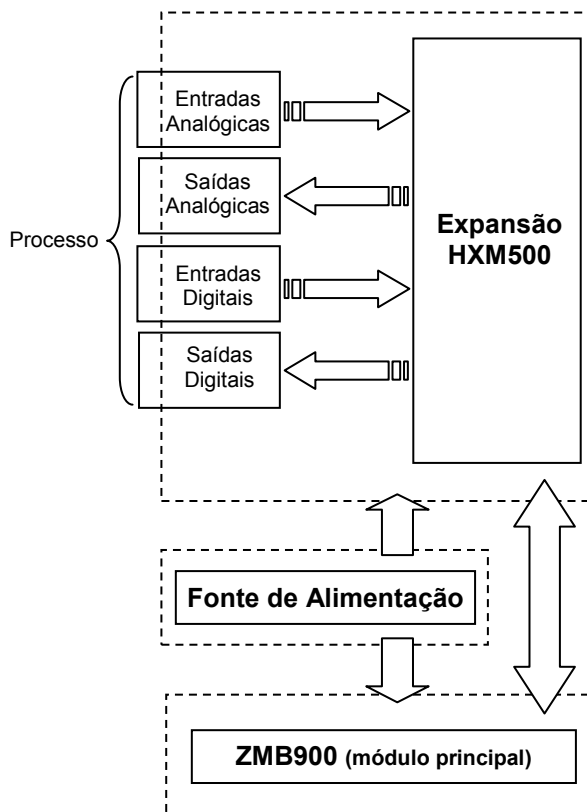 Entradas
Analógicas
Saídas
Analógicas
Processo
Entradas
Digitais
Saídas
Digitais
Expansão
HXM500
Fonte de Alimentação
ZMB900 (módulo principal)